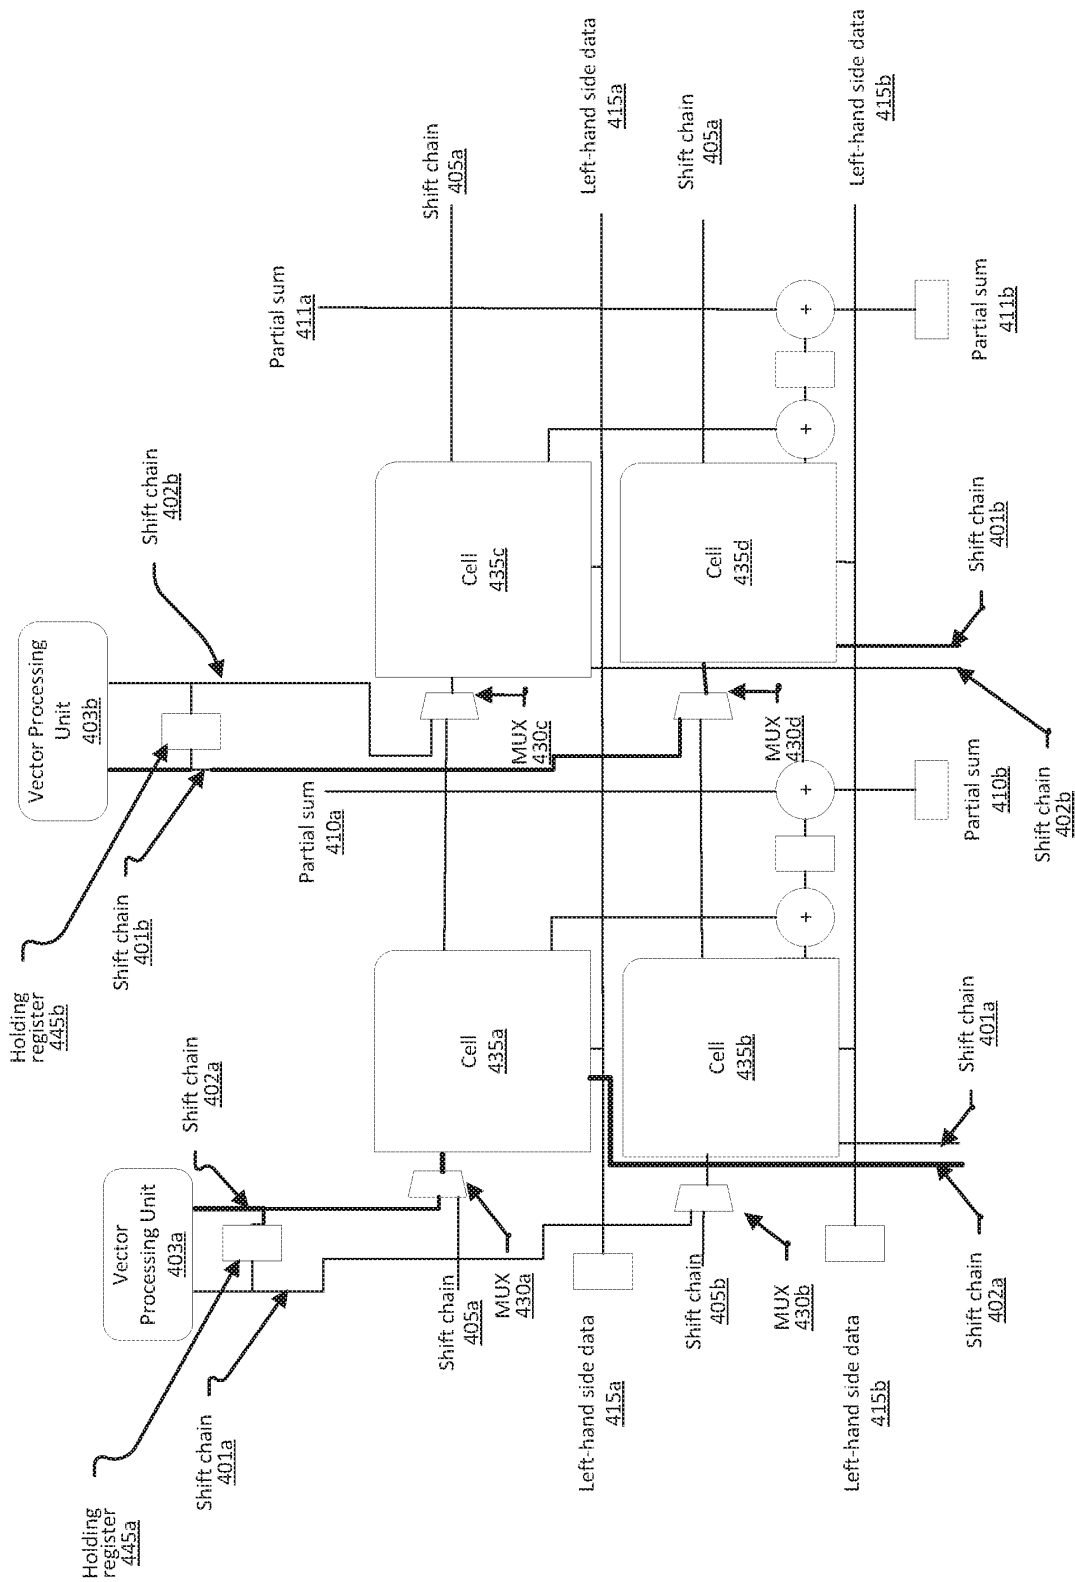 Holding
register
445a
Shift chain
401a
Vector
Processing Unit
403a
Shift chain
402a
Holding
register
445b
Shift chain
401b
Vector Processing
Unit
403b
Shift chain
402b
Partial sum
410a
Partial sum
411a
Shift chain
405a
MUX
430a
Cell
435a
MUX
430c
Cell
435c
Shift chain
405a
Left-hand side data
415a
Left-hand side data
415a
Shift chain
405b
MUX
430b
Cell
435b
+
+
MUX
430d
Cell
435d
+
+
Shift chain
405a
Left-hand side data
415b
Left-hand side data
415b
Shift chain
402a
Shift chain
401a
Partial sum
410b
Shift chain
402b
Shift chain
401b
Partial sum
411b